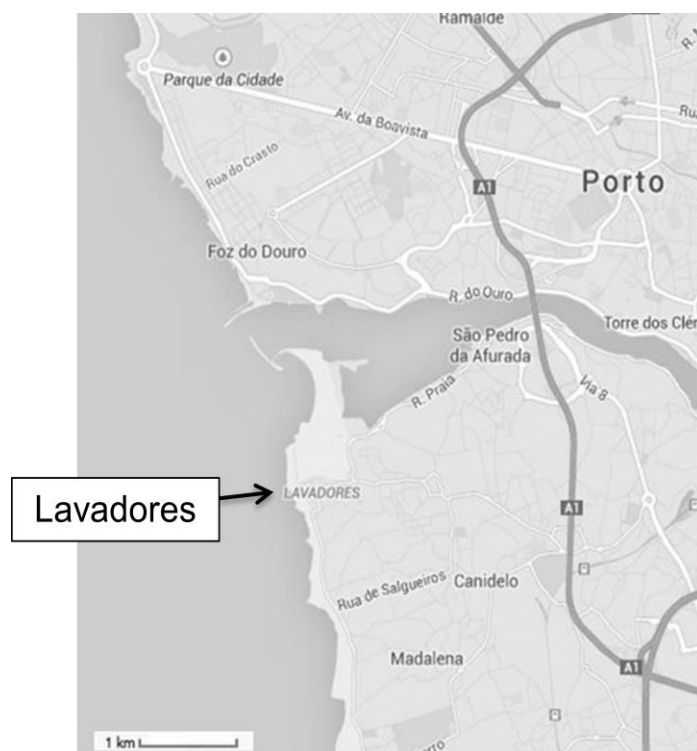 Ramalde
Parque da Cidade
Av. da Boavista
Rua do Crasto
A1
Porto
Foz do Douro
R. do Ouro
Torre dos Clér
São Pedro
da Afurada
R. Praia
Via 8
Lavadores
LAVADORES
A1
Rua de Salgueiros
Canidelo
Madalena
A1
1 km